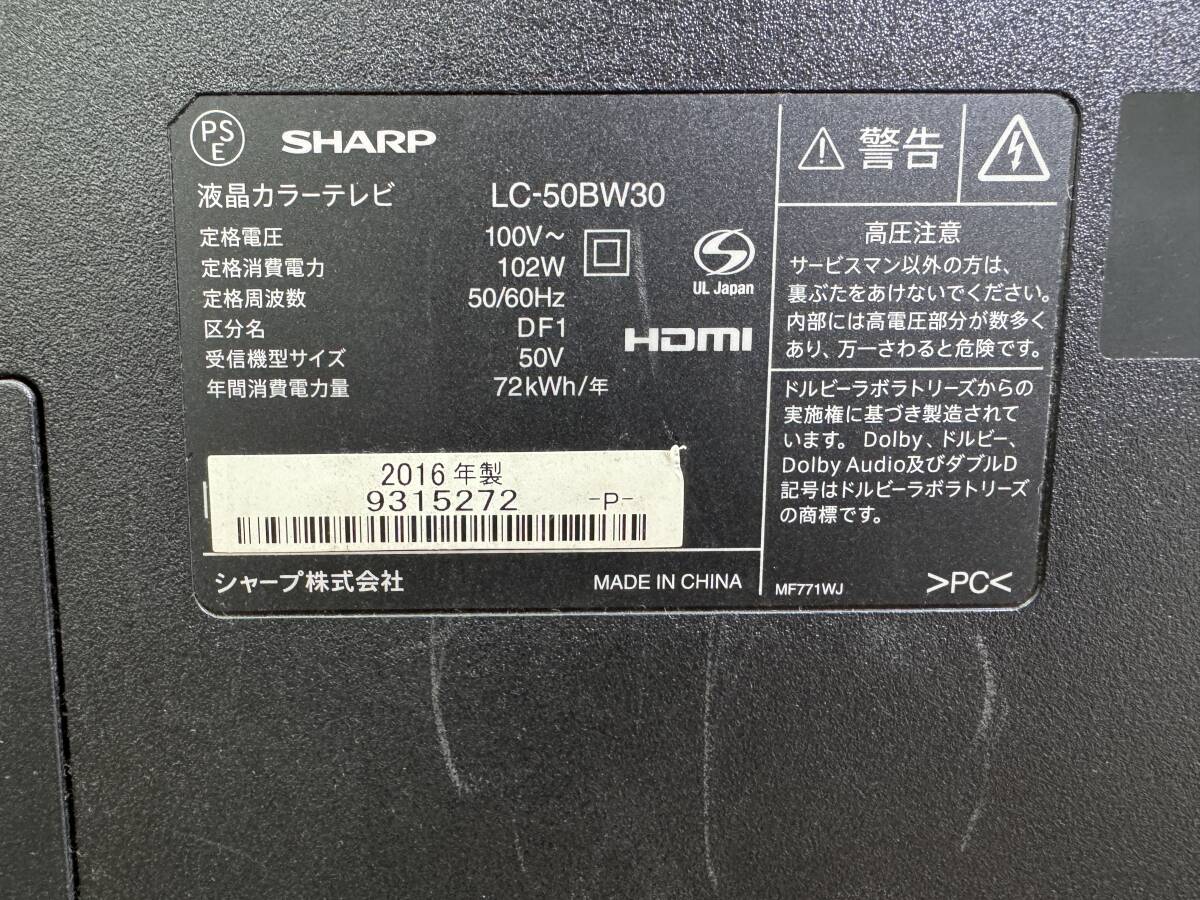 PS
E
SHARP
液晶カラーテレビ LC-50BW30
定格電圧 100V～
定格消費電力 102W
定格周波数 50/60Hz
区分名 DF1
受信機型サイズ 50V
年間消費電力量 72kWh/年
UL Japan
HDMI
2016年製
9315272 -P-
シャープ株式会社 MADE IN CHINA
警告
高圧注意
サービスマン以外の方は、
裏ぶたをあけないでください。
内部には高電圧部分が数多く
あり、万一さわると危険です。
ドルビーラボラトリーズからの
実施権に基づき製造されて
います。Dolby、ドルビー、
Dolby Audio及びダブルD
記号はドルビーラボラトリーズ
の商標です。
MF771WJ >PC<